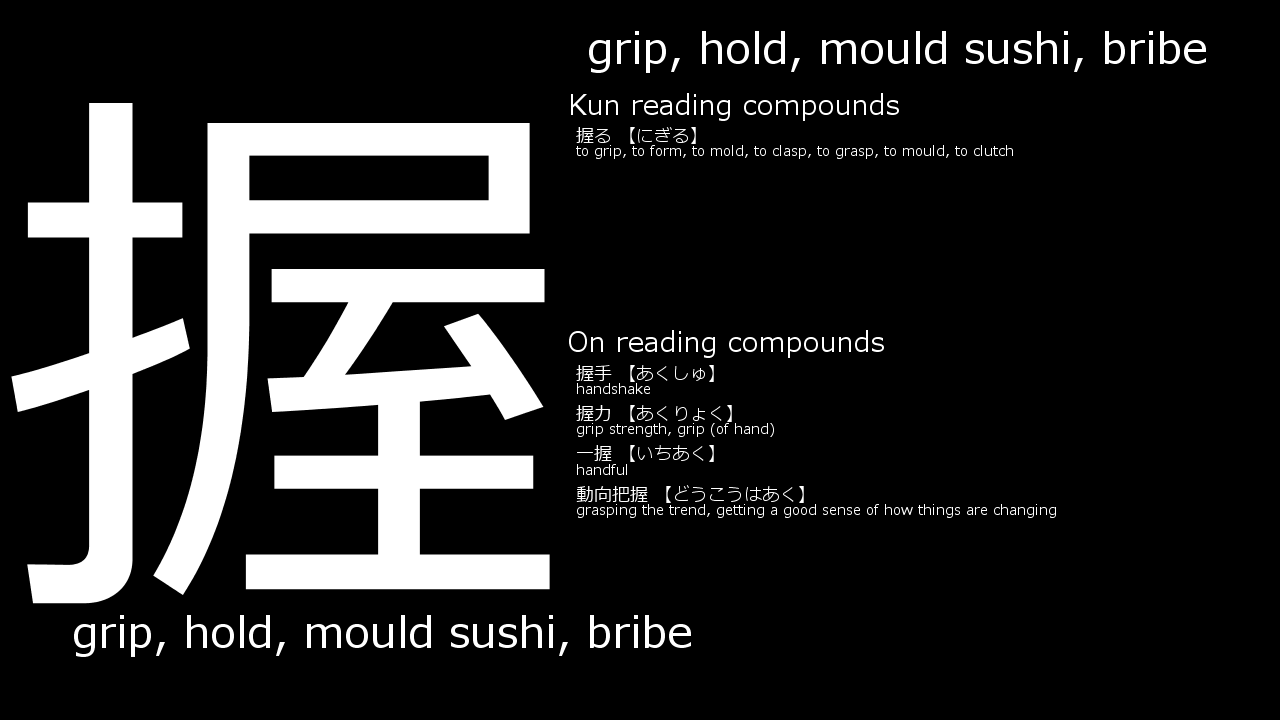 握
grip, hold, mould sushi, bribe
Kun reading compounds
握る 【にぎる】
to grip, to form, to mold, to clasp, to grasp, to mould, to clutch
On reading compounds
握手 【あくしゅ】
handshake
握力 【あくりょく】
grip strength, grip (of hand)
一握 【いちあく】
handful
動向把握 【どうこうはあく】
grasping the trend, getting a good sense of how things are changing
grip, hold, mould sushi, bribe